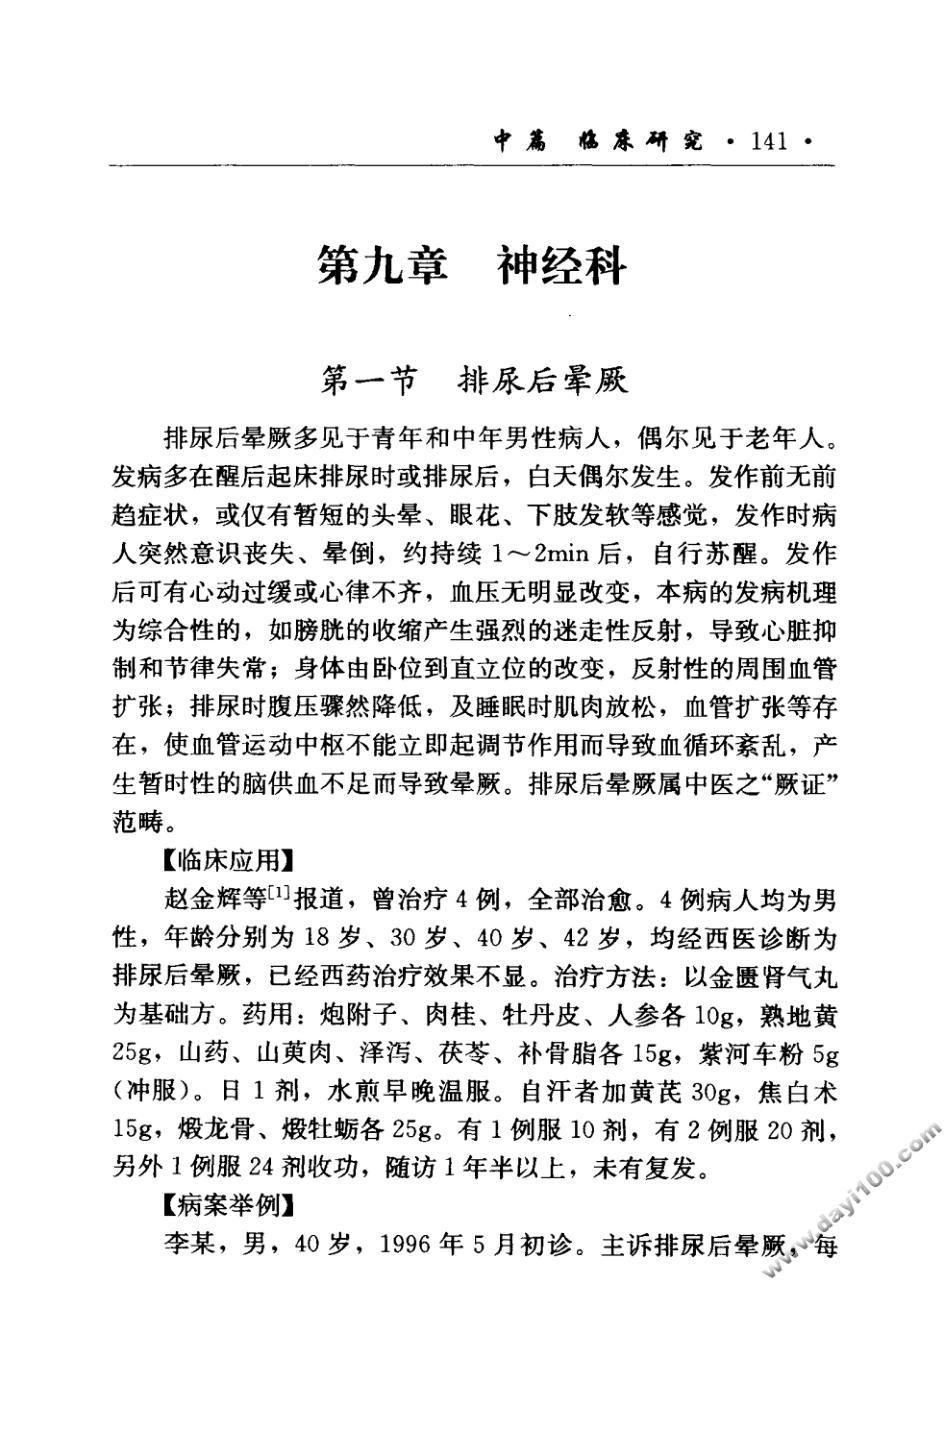 中篇 临床研究 · 141 ·
第九章 神经科
第一节 排尿后晕厥
排尿后晕厥多见于青年和中年男性病人，偶尔见于老年人。
发病多在醒后起床排尿时或排尿后，白天偶尔发生。发作前无前
趋症状，或仅有暂短的头晕、眼花、下肢发软等感觉，发作时病
人突然意识丧失、晕倒，约持续 1～2min 后，自行苏醒。发作
后可有心动过缓或心律不齐，血压无明显改变，本病的发病机理
为综合性的，如膀胱的收缩产生强烈的迷走性反射，导致心脏抑
制和节律失常；身体由卧位到直立位的改变，反射性的周围血管
扩张；排尿时腹压骤然降低，及睡眠时肌肉放松，血管扩张等存
在，使血管运动中枢不能立即起调节作用而导致血循环紊乱，产
生暂时性的脑供血不足而导致晕厥。排尿后晕厥属中医之“厥证”
范畴。
【临床应用】
赵金辉等[1]报道，曾治疗 4 例，全部治愈。4 例病人均为男
性，年龄分别为 18 岁、30 岁、40 岁、42 岁，均经西医诊断为
排尿后晕厥，已经西药治疗效果不显。治疗方法：以金匮肾气丸
为基础方。药用：炮附子、肉桂、牡丹皮、人参各 10g，熟地黄
25g，山药、山萸肉、泽泻、茯苓、补骨脂各 15g，紫河车粉 5g
（冲服）。日 1 剂，水煎早晚温服。自汗者加黄芪 30g，焦白术
15g，煅龙骨、煅牡蛎各 25g。有 1 例服 10 剂，有 2 例服 20 剂，
另外 1 例服 24 剂收功，随访 1 年半以上，未有复发。
【病案举例】
李某，男，40 岁，1996 年 5 月初诊。主诉排尿后晕厥，每
www.dayi100.com